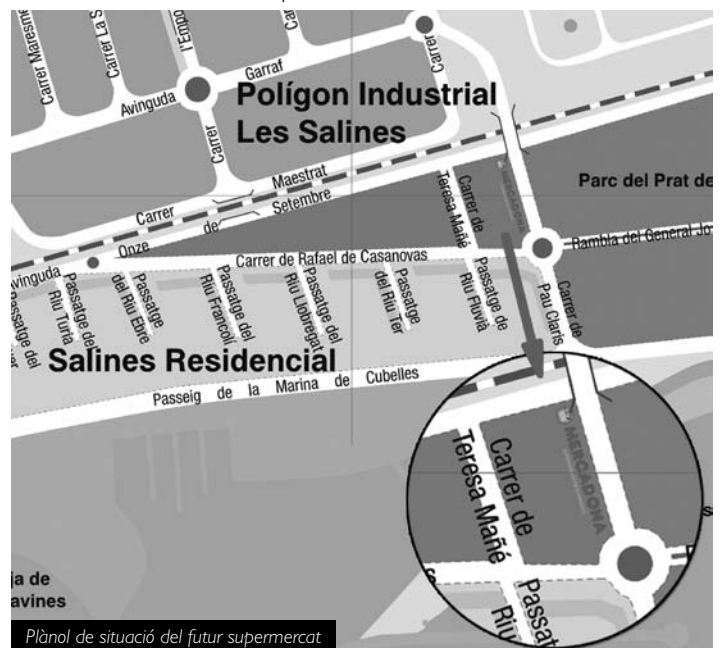 Carrer Maresme
Carrer La S
l'Empo
Carrer
Carrer
Avinguda
Garraf
Polígon Industrial
Les Salines
Carrer
Carrer
Maestrat
Avinguda
Onze
de
Setembre
Carrer de
Teresa Mañé
MERCADONA
Parc del Prat de
Rambla del General Jo
Carrer de Rafael de Casanovas
Passatge del
Passatge del
Riu Túria
Passatge
del Riu Ebre
Passatge
Riu Francolí
Passatge del
Riu Llobregat
Passatge
del Riu Ter
Passatge de
Riu Fluvià
Carrer de
Pau Claris
Salines Residencial
Passeig de la Marina de Cubelles
Carrer de
Teresa Mañé
MERCADONA
Passatg
Riu
ja de
avines
Plànol de situació del futur supermercat